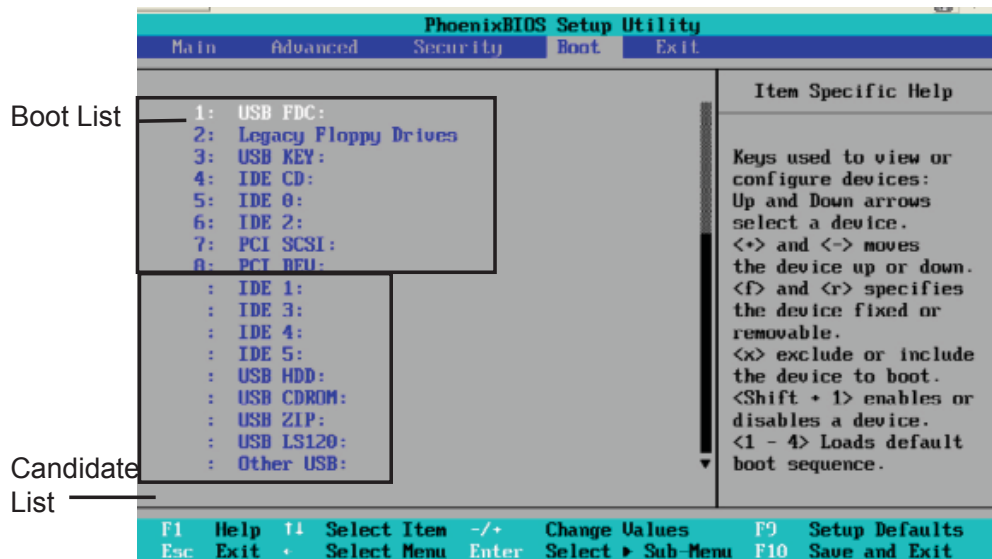 PhoenixBIOS Setup Utility
Main Advanced Security Boot Exit
Item Specific Help
Boot List
1: USB FDC:
2: Legacy Floppy Drives
3: USB KEY:
4: IDE CD:
5: IDE 0:
6: IDE 2:
7: PCI SCSI:
8: PCI BEV:
: IDE 1:
: IDE 3:
: IDE 4:
: IDE 5:
: USB HDD:
: USB CDROM:
: USB ZIP:
: USB LS120:
: Other USB:
Candidate
List
Keys used to view or
configure devices:
Up and Down arrows
select a device.
<+> and <-> moves
the device up or down.
<f> and <r> specifies
the device fixed or
removable.
<x> exclude or include
the device to boot.
<Shift + 1> enables or
disables a device.
<1 - 4> Loads default
boot sequence.
F1 Help ↑↓ Select Item -/+ Change Values F9 Setup Defaults
Esc Exit ← Select Menu Enter Select ▶ Sub-Menu F10 Save and Exit